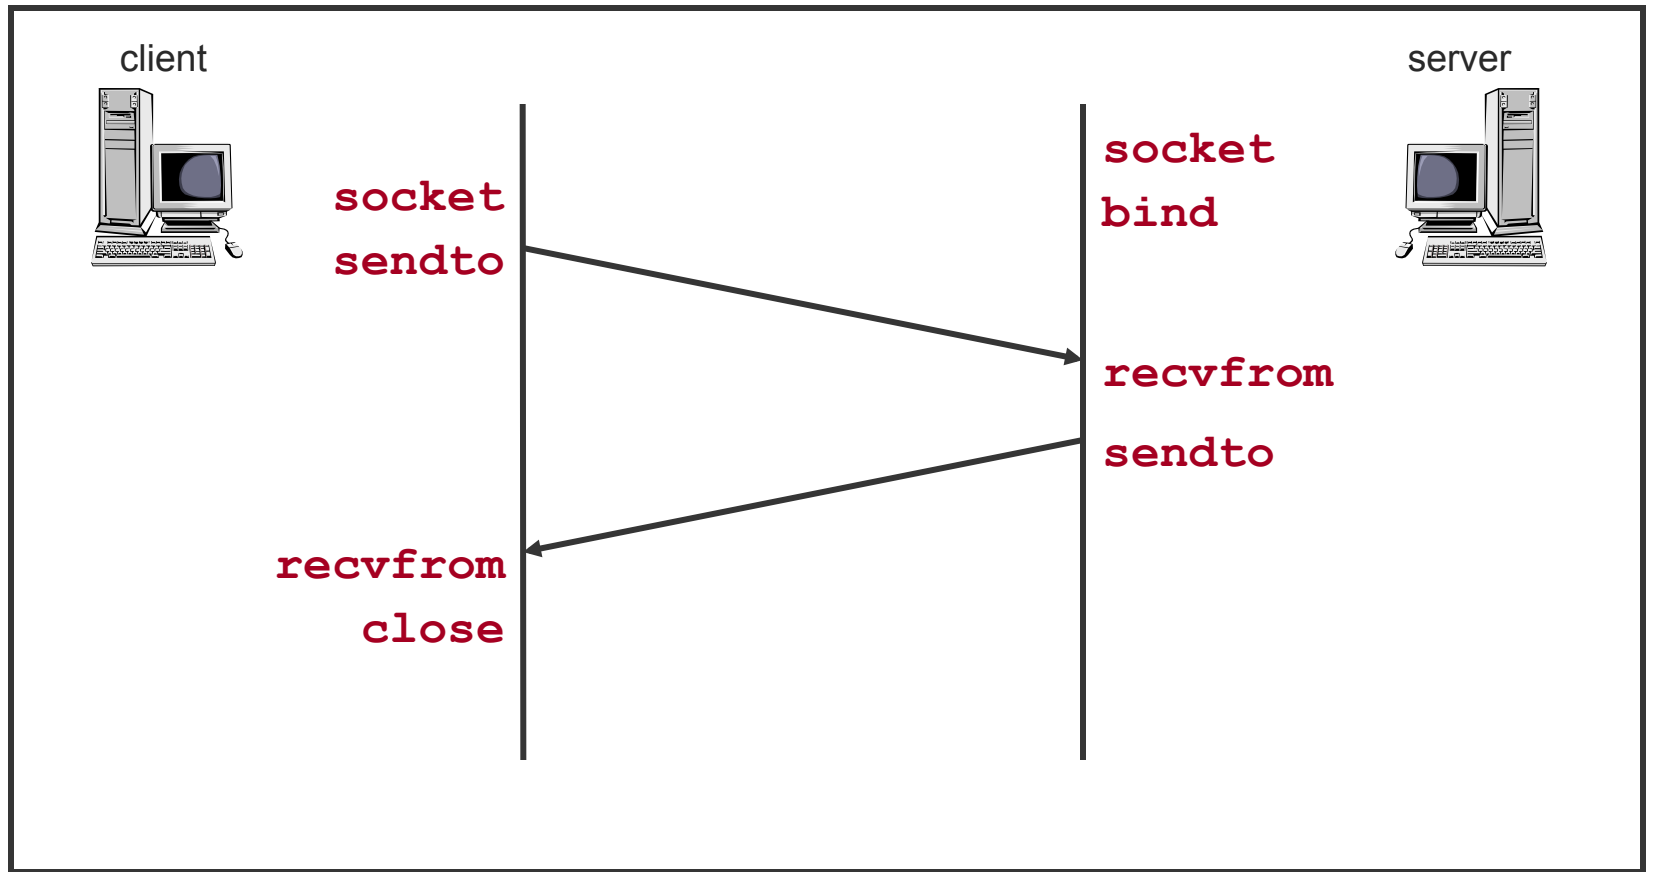 client
server
socket
bind
socket
sendto
recvfrom
sendto
recvfrom
close